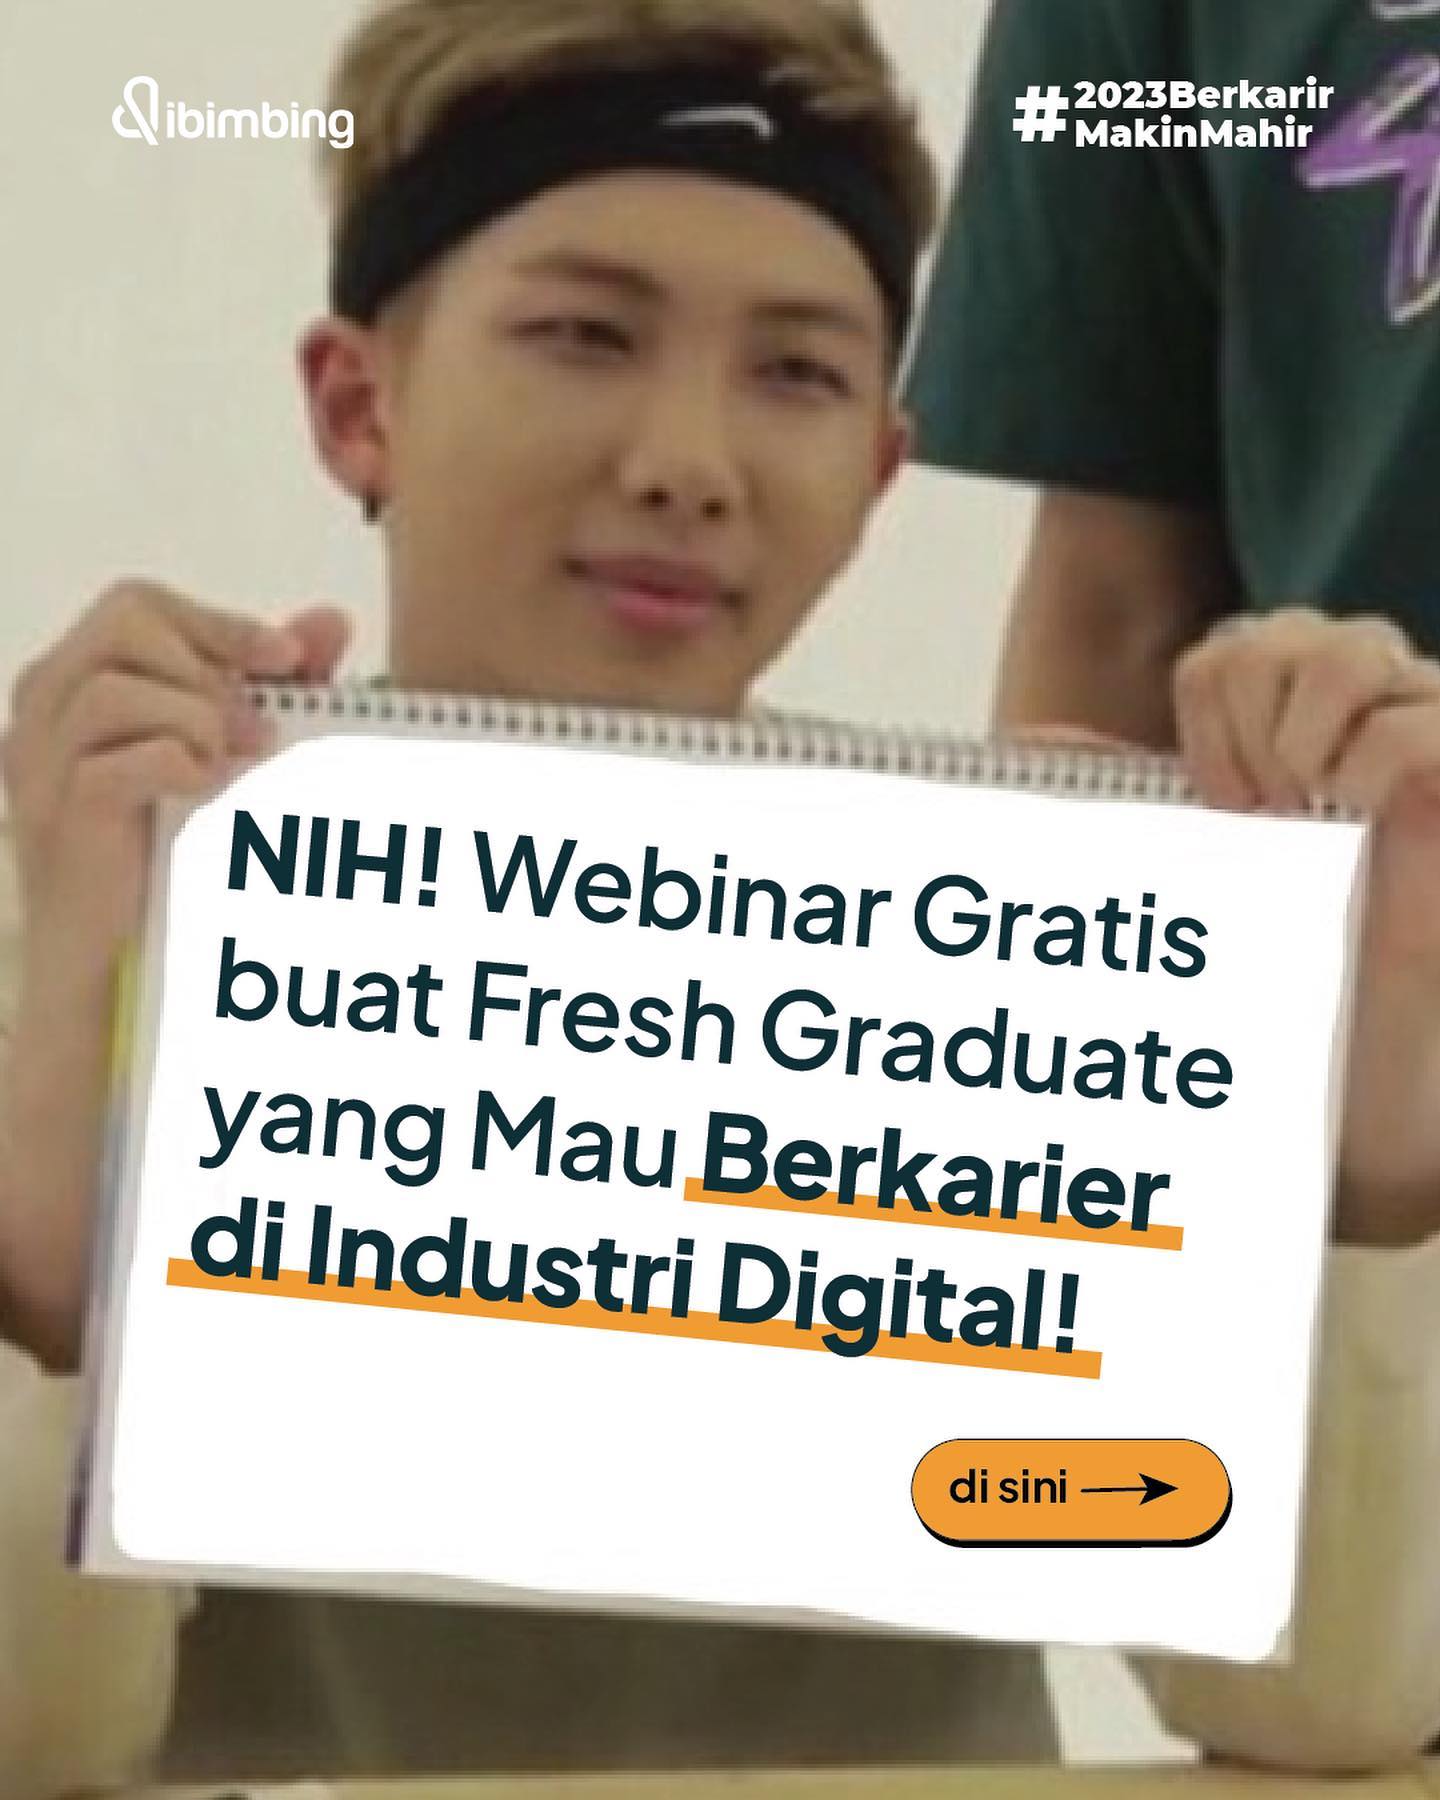 ibimbing
#2023Berkarir
MakinMahir
NIH! Webinar Gratis
buat Fresh Graduate
yang Mau Berkarier
di Industri Digital!
di sini